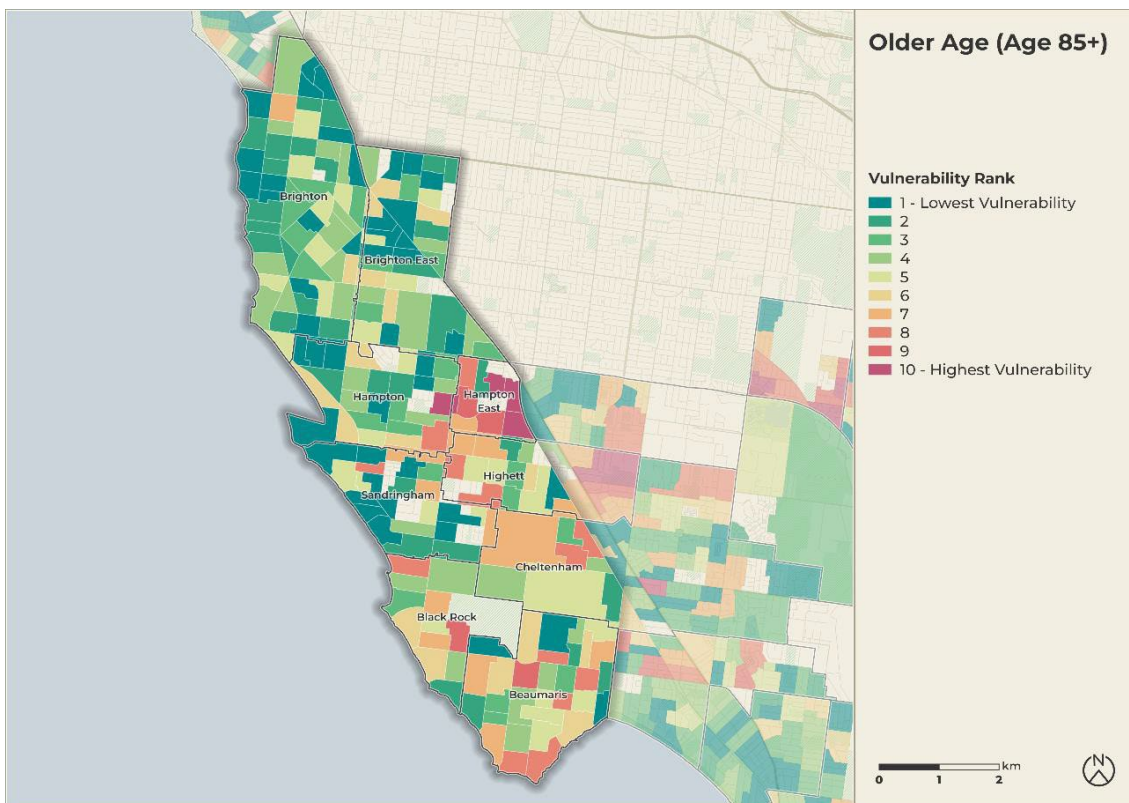 Older Age (Age 85+)
Vulnerability Rank
1 - Lowest Vulnerability
2
3
4
5
6
7
8
9
10 - Highest Vulnerability
Brighton
Brighton East
Hampton
Hampton
East
Highett
Sandringham
Cheltenham
Black Rock
Beaumaris
km
0 1 2
N